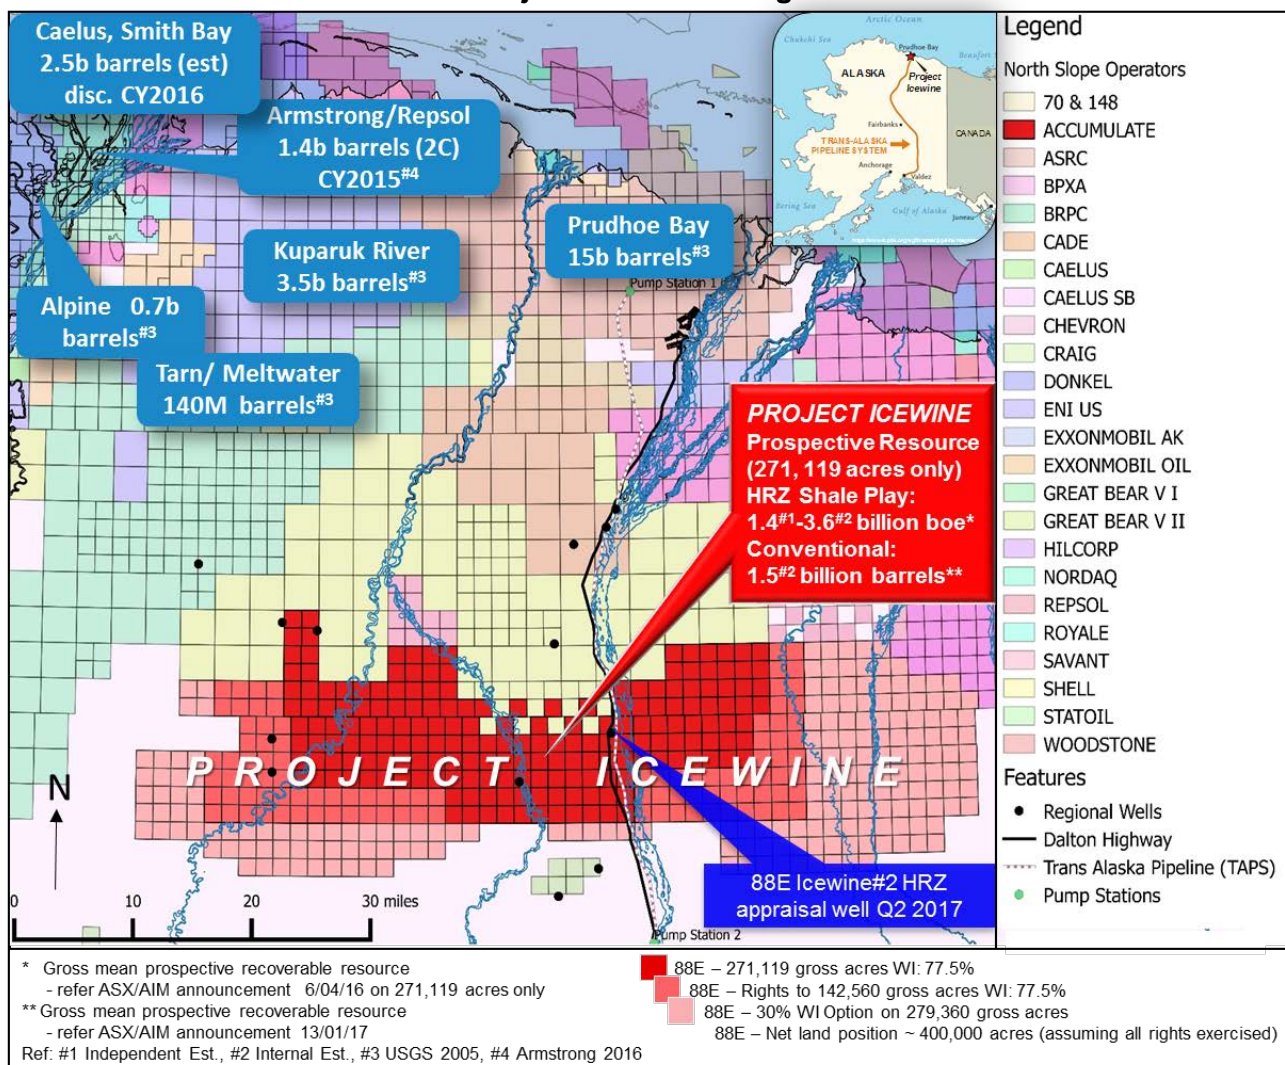 Caelus, Smith Bay
2.5b barrels (est)
disc. CY2016
Armstrong/Repsol
1.4b barrels (2C)
CY2015#4
Kuparuk River
3.5b barrels#3
Prudhoe Bay
15b barrels#3
Pump Station 1
Alpine 0.7b
barrels#3
Tarn/ Meltwater
140M barrels#3
PROJECT ICEWINE
Prospective Resource
(271, 119 acres only)
HRZ Shale Play:
1.4#1-3.6#2 billion boe*
Conventional:
1.5#2 billion barrels**
PROJECT ICEWINE
N
0 10 20 30 miles
88E Icewine#2 HRZ
appraisal well Q2 2017
Pump Station 2
Arctic Ocean
Chukchi Sea
Prudhoe Bay
Beaufort
ALASKA
Project
Icewine
Fairbanks
CANADA
TRANS-ALASKA
PIPELINE SYSTEM
Anchorage
Valdez
Bering Sea
Gulf of Alaska
Juneau
Legend
North Slope Operators
70 & 148
ACCUMULATE
ASRC
BPXA
BRPC
CADE
CAELUS
CAELUS SB
CHEVRON
CRAIG
DONKEL
ENI US
EXXONMOBIL AK
EXXONMOBIL OIL
GREAT BEAR V I
GREAT BEAR V II
HILCORP
NORDAQ
REPSOL
ROYALE
SAVANT
SHELL
STATOIL
WOODSTONE
Features
Regional Wells
Dalton Highway
Trans Alaska Pipeline (TAPS)
Pump Stations
* Gross mean prospective recoverable resource
- refer ASX/AIM announcement 6/04/16 on 271,119 acres only
** Gross mean prospective recoverable resource
- refer ASX/AIM announcement 13/01/17
Ref: #1 Independent Est., #2 Internal Est., #3 USGS 2005, #4 Armstrong 2016
88E – 271,119 gross acres WI: 77.5%
88E – Rights to 142,560 gross acres WI: 77.5%
88E – 30% WI Option on 279,360 gross acres
88E – Net land position ~ 400,000 acres (assuming all rights exercised)